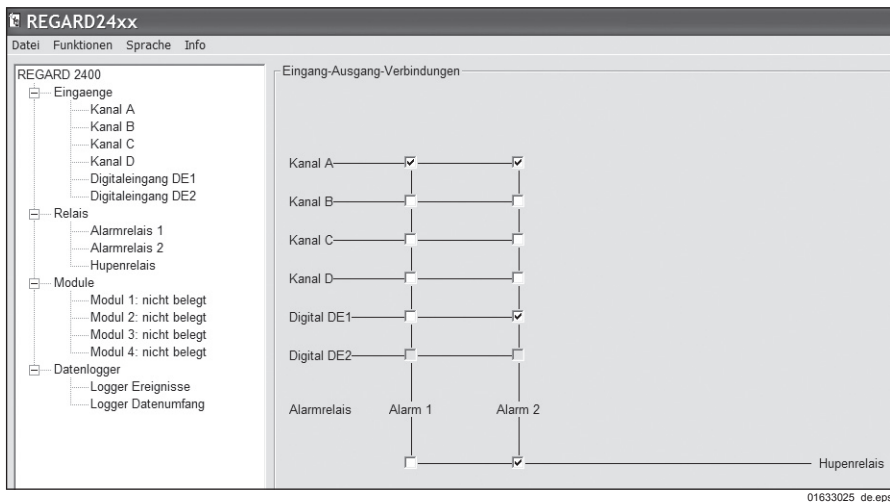 REGARD24xx
Datei Funktionen Sprache Info
REGARD 2400
Eingaenge
Kanal A
Kanal B
Kanal C
Kanal D
Digitaleingang DE1
Digitaleingang DE2
Relais
Alarmrelais 1
Alarmrelais 2
Hupenrelais
Module
Modul 1: nicht belegt
Modul 2: nicht belegt
Modul 3: nicht belegt
Modul 4: nicht belegt
Datenlogger
Logger Ereignisse
Logger Datenumfang
Eingang-Ausgang-Verbindungen
Kanal A
Kanal B
Kanal C
Kanal D
Digital DE1
Digital DE2
Alarmrelais Alarm 1 Alarm 2
Hupenrelais
01633025_de.eps